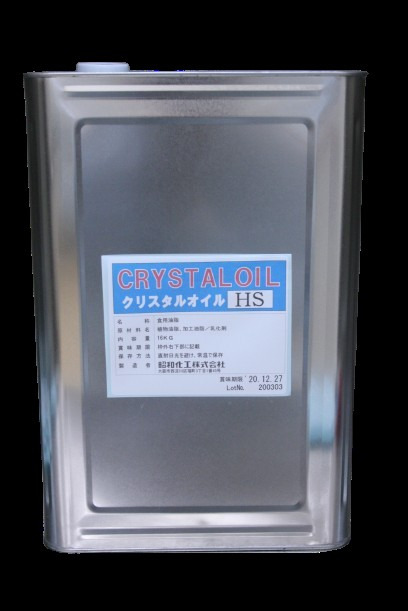 CRYSTALOIL
クリスタルオイル HS
名 称 食用油脂
原 材 料 名 植物油脂、加工油脂／乳化剤
内 容 量 16KG
賞 味 期 限 枠外右下部に記載
保 存 方 法 直射日光を避け、常温で保存
製 造 者 昭和化工株式会社
賞味期限 '20.12.27
LotNo. 200303